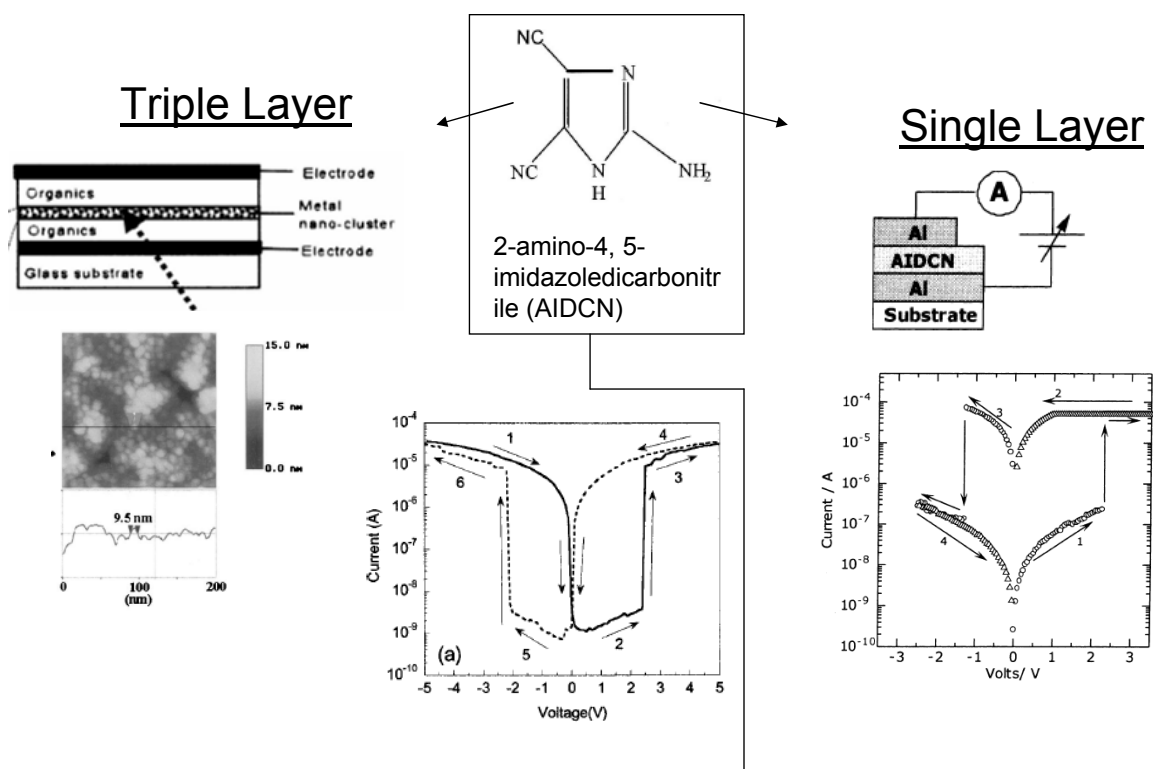 Triple Layer
Electrode
Organics
Metal
nano-cluster
Organics
Electrode
Glass substrate
15.0 nm
7.5 nm
0.0 nm
9.5 nm
0 100 200
(nm)
NC
N
NC
N
H
NH2
2-amino-4, 5-
imidazoledicarbonitr
ile (AIDCN)
Single Layer
A
Al
AIDCN
Al
Substrate
10-4
10-5
10-6
10-7
10-8
10-9
10-10
Current (A)
1
4
6
3
5
2
(a)
-5 -4 -3 -2 -1 0 1 2 3 4 5
Voltage(V)
10-4
10-5
10-6
10-7
10-8
10-9
10-10
Current / A
2
3
4
1
-3 -2 -1 0 1 2 3
Volts/ V